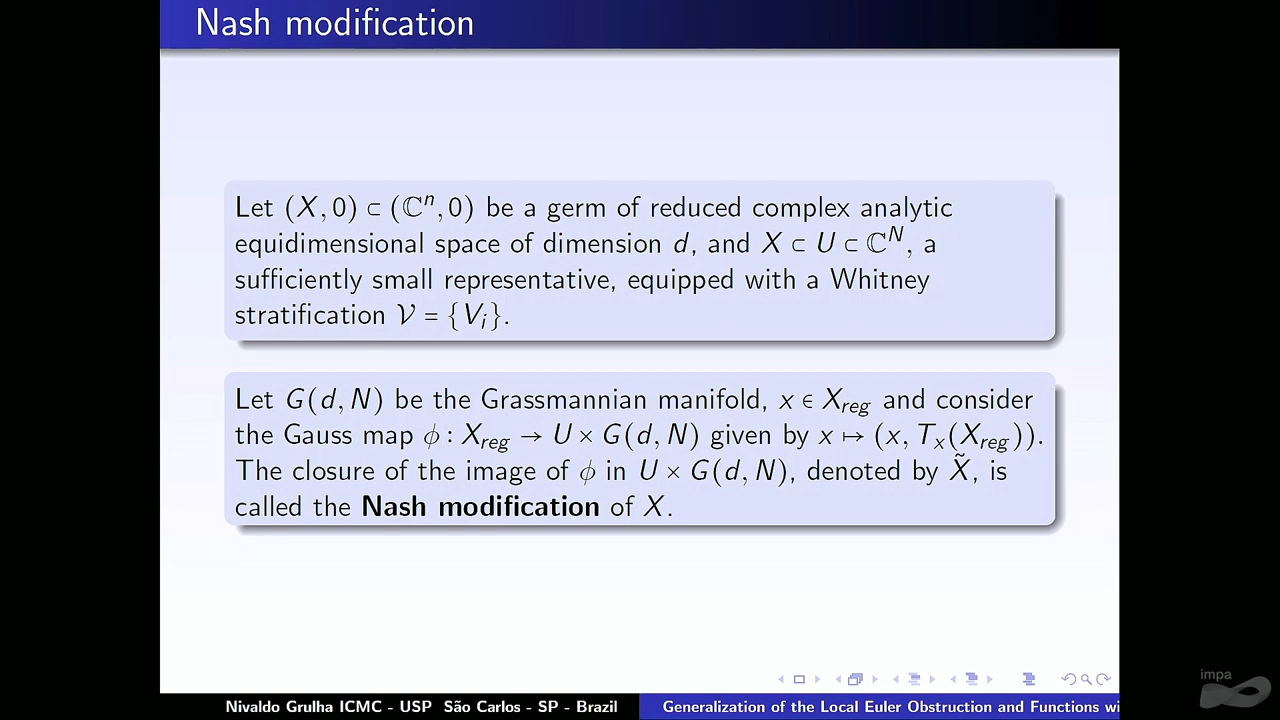 Nash modification
Let (X, 0) ⊂ (ℂⁿ, 0) be a germ of reduced complex analytic
equidimensional space of dimension d, and X ⊂ U ⊂ ℂᴺ, a
sufficiently small representative, equipped with a Whitney
stratification 𝒱 = {Vᵢ}.
Let G(d, N) be the Grassmannian manifold, x ∈ X_reg and consider
the Gauss map ϕ : X_reg → U × G(d, N) given by x ↦ (x, Tₓ(X_reg)).
The closure of the image of ϕ in U × G(d, N), denoted by X̃, is
called the Nash modification of X.
impa
Nivaldo Grulha ICMC - USP São Carlos - SP - Brazil
Generalization of the Local Euler Obstruction and Functions wi